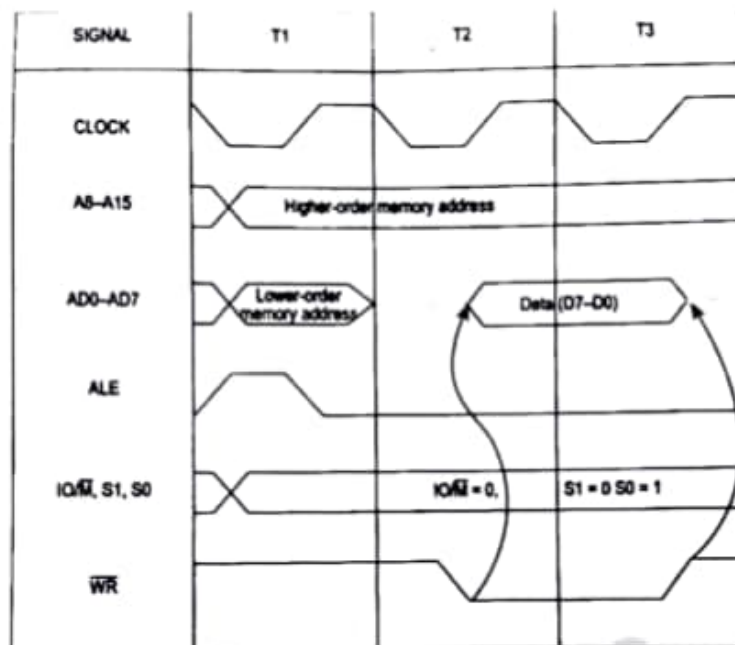 SIGNAL T1 T2 T3
CLOCK
A8–A15 Higher-order memory address
AD0–AD7 Lower-order memory address Data (D7–D0)
ALE
IO/M̅, S1, S0 IO/M̅ = 0, S1 = 0 S0 = 1
W̅R̅